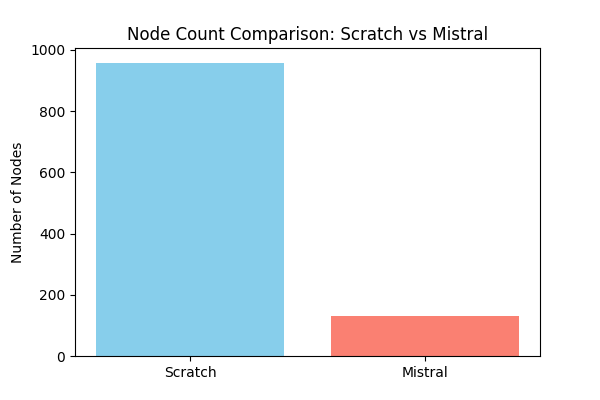 Node Count Comparison: Scratch vs Mistral
Number of Nodes
1000
800
600
400
200
0
Scratch
Mistral